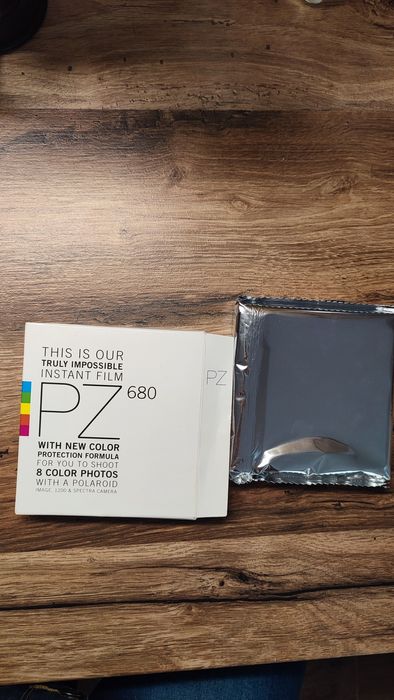 THIS IS OUR
TRULY IMPOSSIBLE
INSTANT FILM
PZ 680
WITH NEW COLOR
PROTECTION FORMULA
FOR YOU TO SHOOT
8 COLOR PHOTOS
WITH A POLAROID
IMAGE, 1200 & SPECTRA CAMERA
PZ